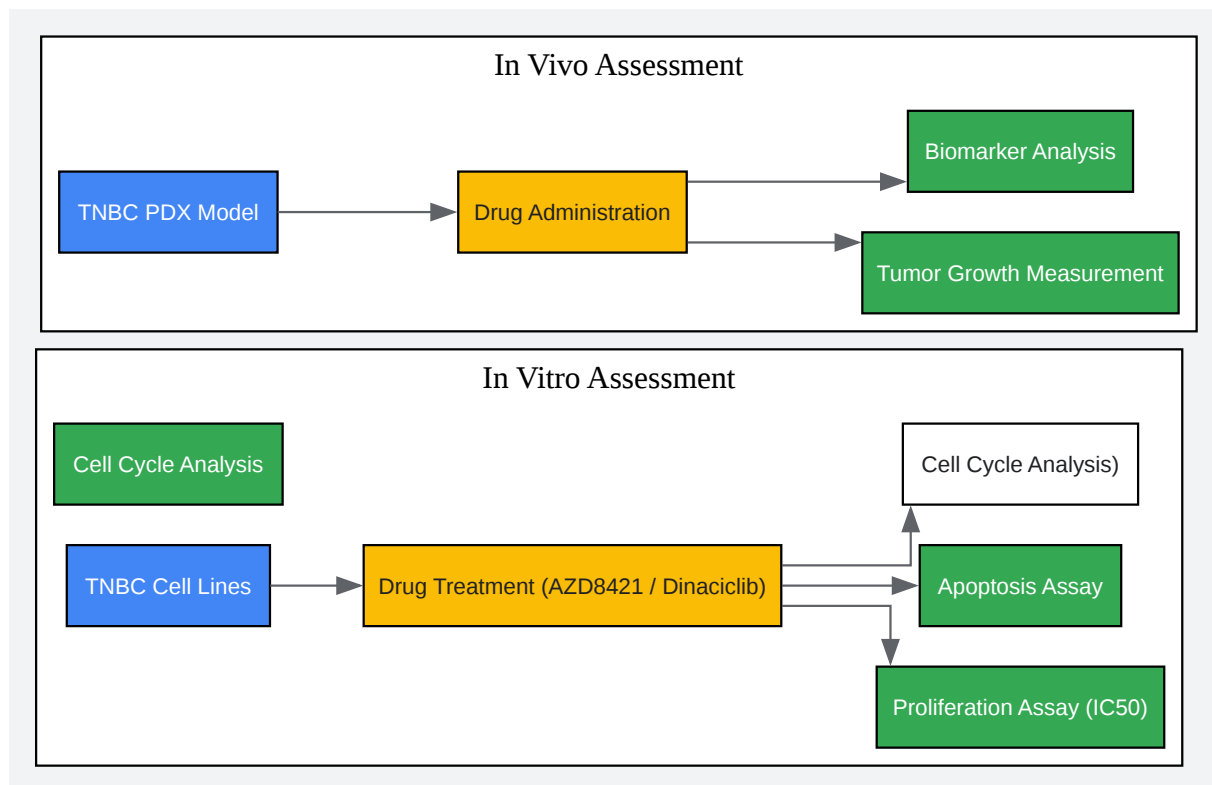 In Vivo Assessment
Biomarker Analysis
TNBC PDX Model
Drug Administration
Tumor Growth Measurement
In Vitro Assessment
Cell Cycle Analysis
Cell Cycle Analysis)
TNBC Cell Lines
Drug Treatment (AZD8421 / Dinaciclib)
Apoptosis Assay
Proliferation Assay (IC50)